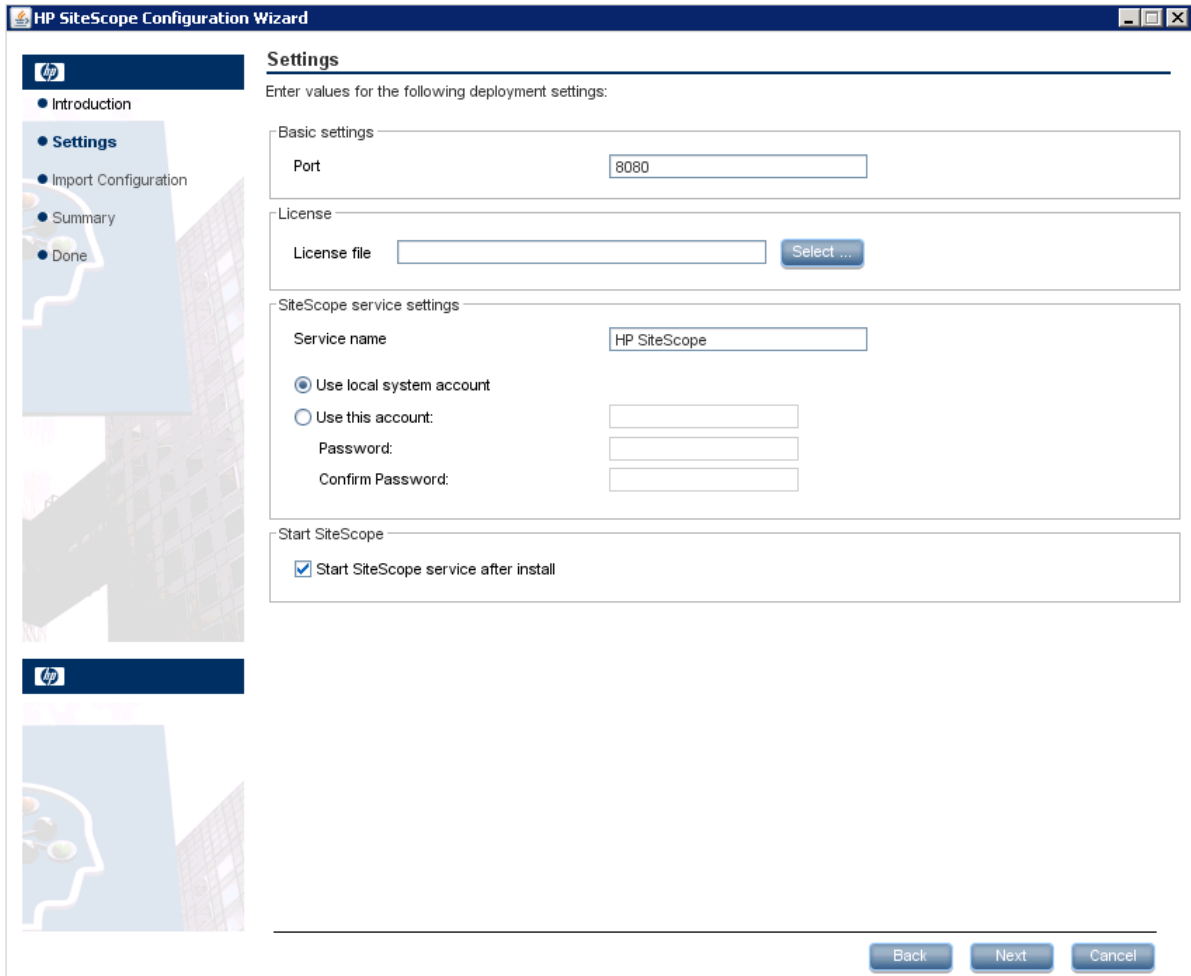 HP SiteScope Configuration Wizard
hp
Introduction
Settings
Import Configuration
Summary
Done
Settings
Enter values for the following deployment settings:
Basic settings
Port 8080
License
License file Select ...
SiteScope service settings
Service name HP SiteScope
Use local system account
Use this account:
Password:
Confirm Password:
Start SiteScope
Start SiteScope service after install
hp
Back Next Cancel